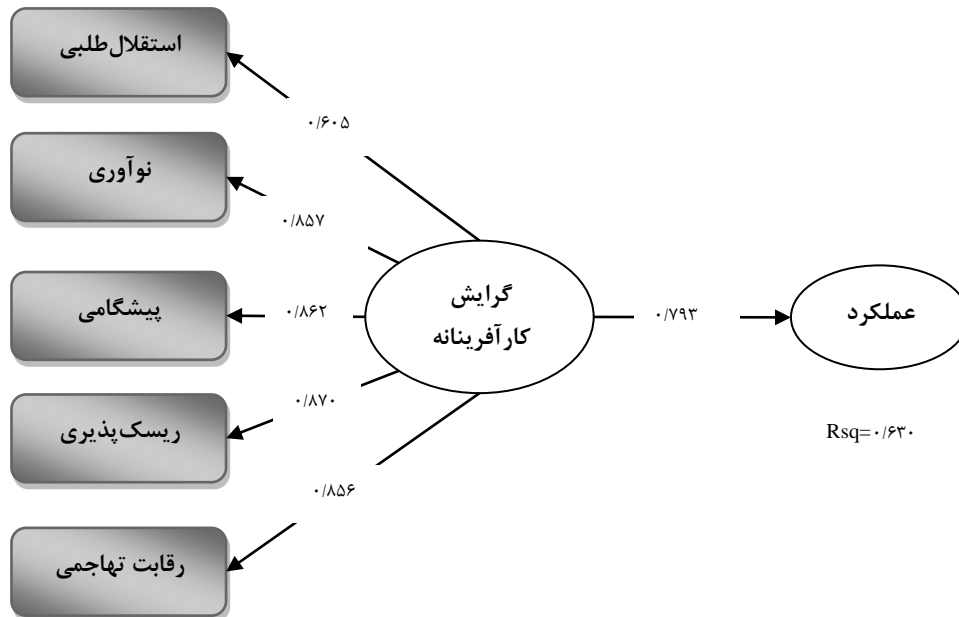 استقلال‌طلبی
۰/۶۰۵
نوآوری
۰/۸۵۷
پیشگامی
۰/۸۶۲
گرایش
کارآفرینانه
۰/۷۹۳
عملکرد
۰/۸۷۰
ریسک‌پذیری
Rsq=۰/۶۳۰
۰/۸۵۶
رقابت تهاجمی